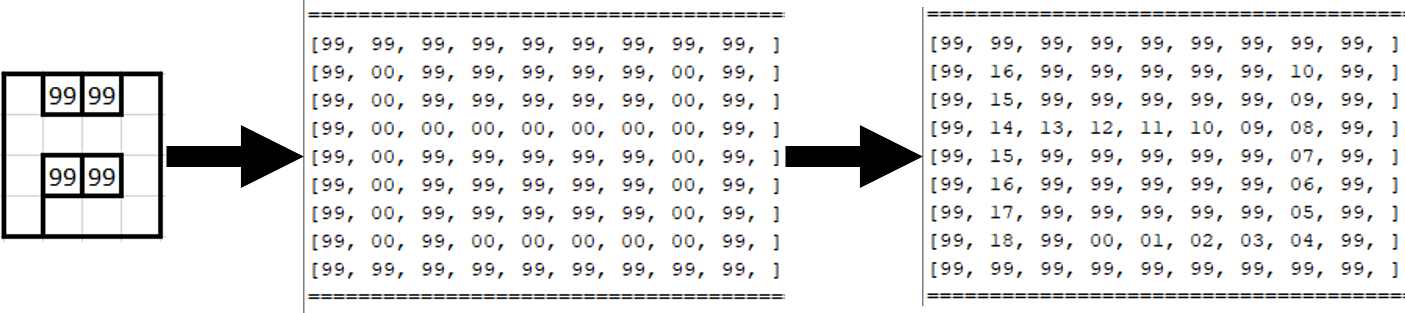 99 99
99 99
=======================================
[99, 99, 99, 99, 99, 99, 99, 99, 99, ]
[99, 00, 99, 99, 99, 99, 99, 00, 99, ]
[99, 00, 99, 99, 99, 99, 99, 00, 99, ]
[99, 00, 00, 00, 00, 00, 00, 00, 99, ]
[99, 00, 99, 99, 99, 99, 99, 00, 99, ]
[99, 00, 99, 99, 99, 99, 99, 00, 99, ]
[99, 00, 99, 99, 99, 99, 99, 00, 99, ]
[99, 00, 99, 00, 00, 00, 00, 00, 99, ]
[99, 99, 99, 99, 99, 99, 99, 99, 99, ]
=======================================
=======================================
[99, 99, 99, 99, 99, 99, 99, 99, 99, ]
[99, 16, 99, 99, 99, 99, 99, 10, 99, ]
[99, 15, 99, 99, 99, 99, 99, 09, 99, ]
[99, 14, 13, 12, 11, 10, 09, 08, 99, ]
[99, 15, 99, 99, 99, 99, 99, 07, 99, ]
[99, 16, 99, 99, 99, 99, 99, 06, 99, ]
[99, 17, 99, 99, 99, 99, 99, 05, 99, ]
[99, 18, 99, 00, 01, 02, 03, 04, 99, ]
[99, 99, 99, 99, 99, 99, 99, 99, 99, ]
=======================================